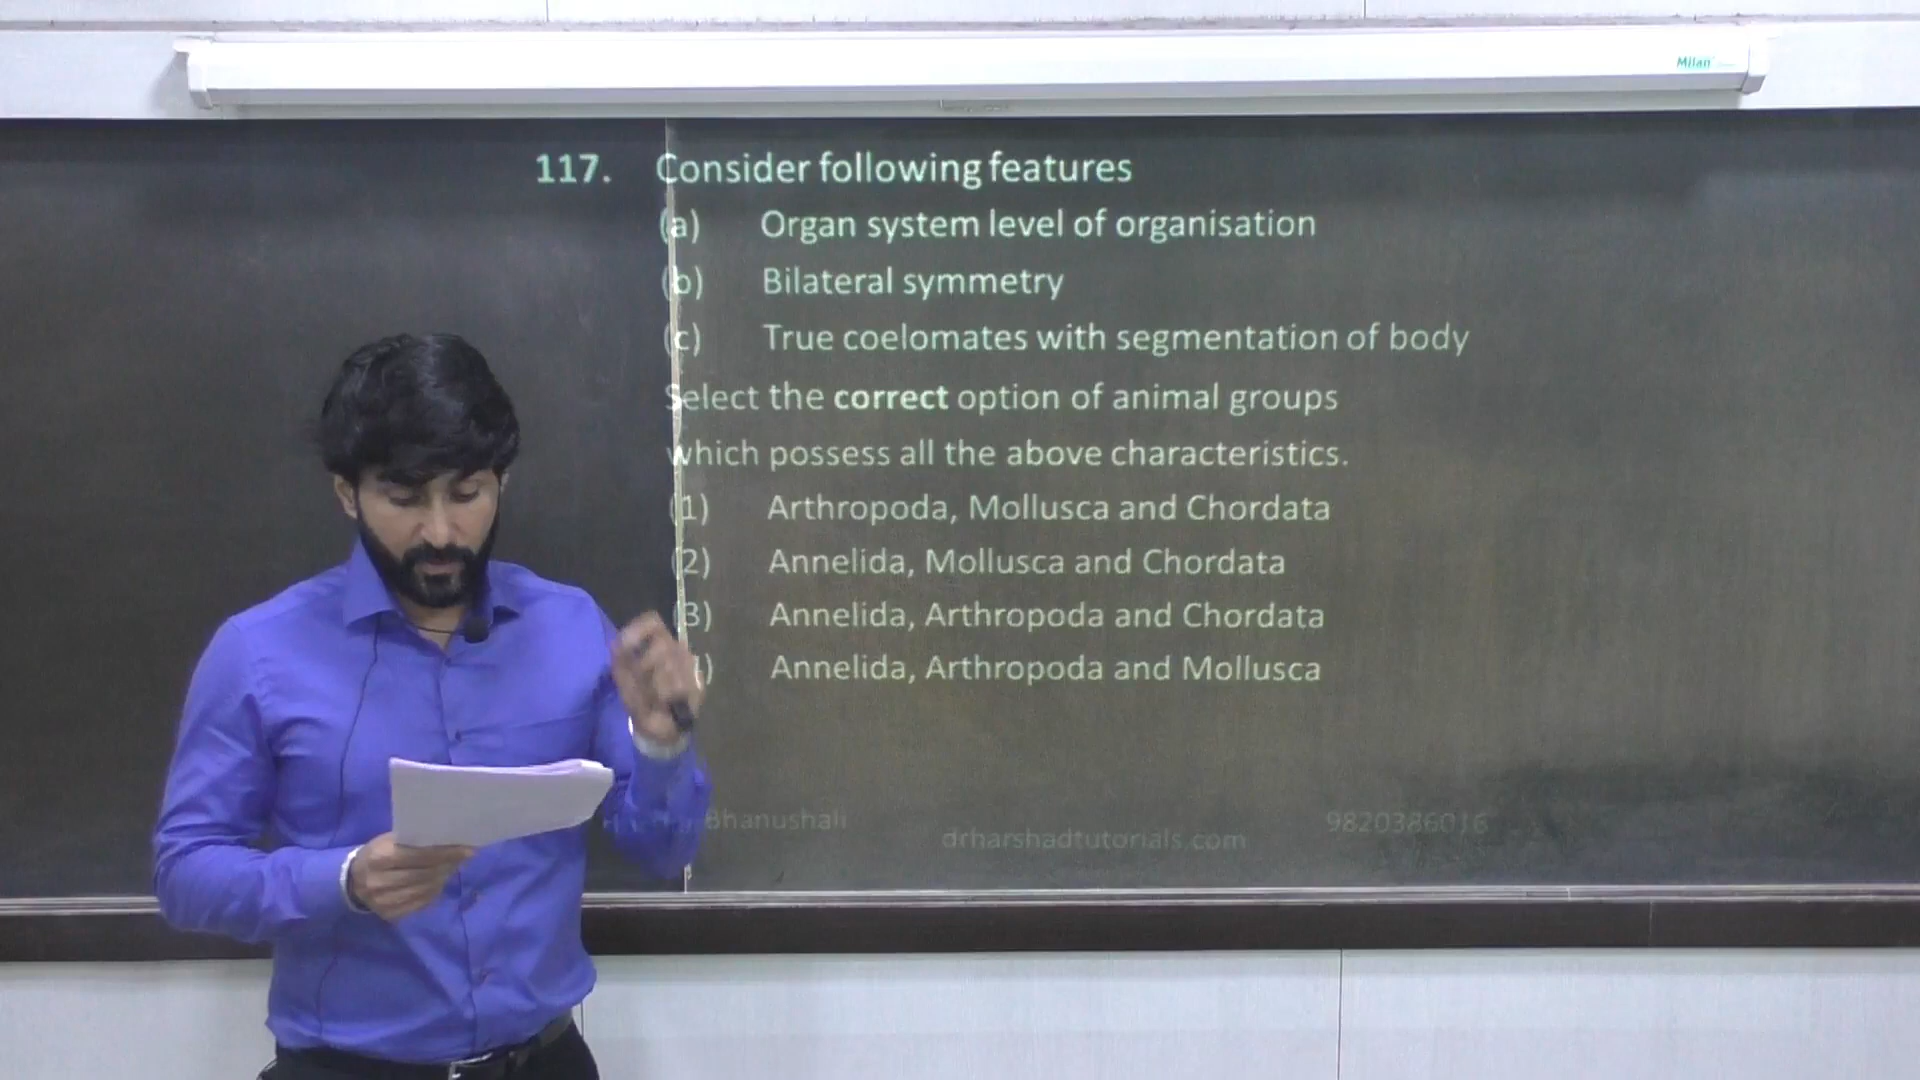 Milan
117. Consider following features
(a) Organ system level of organisation
(b) Bilateral symmetry
(c) True coelomates with segmentation of body
Select the correct option of animal groups
which possess all the above characteristics.
(1) Arthropoda, Mollusca and Chordata
(2) Annelida, Mollusca and Chordata
(3) Annelida, Arthropoda and Chordata
) Annelida, Arthropoda and Mollusca
Bhanushali
drharshadtutorials.com
9820386016